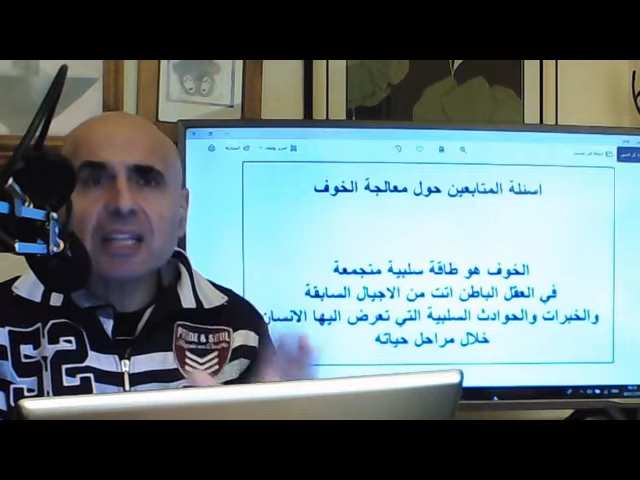 اسئلة المتابعين حول معالجة الخوف
الخوف هو طاقة سلبية متجمعة
في العقل الباطن اتت من الاجيال السابقة
والخبرات والحوادث السلبية التي تعرض اليها الانسان
خلال مراحل حياته
PRIDE & SOUL
52